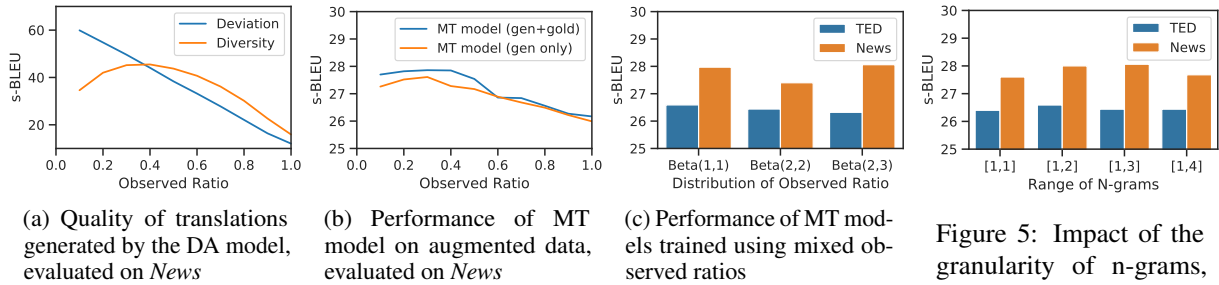 s-BLEU
60
40
20
Deviation
Diversity
0.0 0.2 0.4 0.6 0.8 1.0
Observed Ratio
(a) Quality of translations
generated by the DA model,
evaluated on News
s-BLEU
30
29
28
27
26
25
MT model (gen+gold)
MT model (gen only)
0.0 0.2 0.4 0.6 0.8 1.0
Observed Ratio
(b) Performance of MT
model on augmented data,
evaluated on News
s-BLEU
31
30
29
28
27
26
25
TED
News
Beta(1,1) Beta(2,2) Beta(2,3)
Distribution of Observed Ratio
(c) Performance of MT mod-
els trained using mixed ob-
served ratios
s-BLEU
31
30
29
28
27
26
25
TED
News
[1,1] [1,2] [1,3] [1,4]
Range of N-grams
Figure 5: Impact of the
granularity of n-grams,